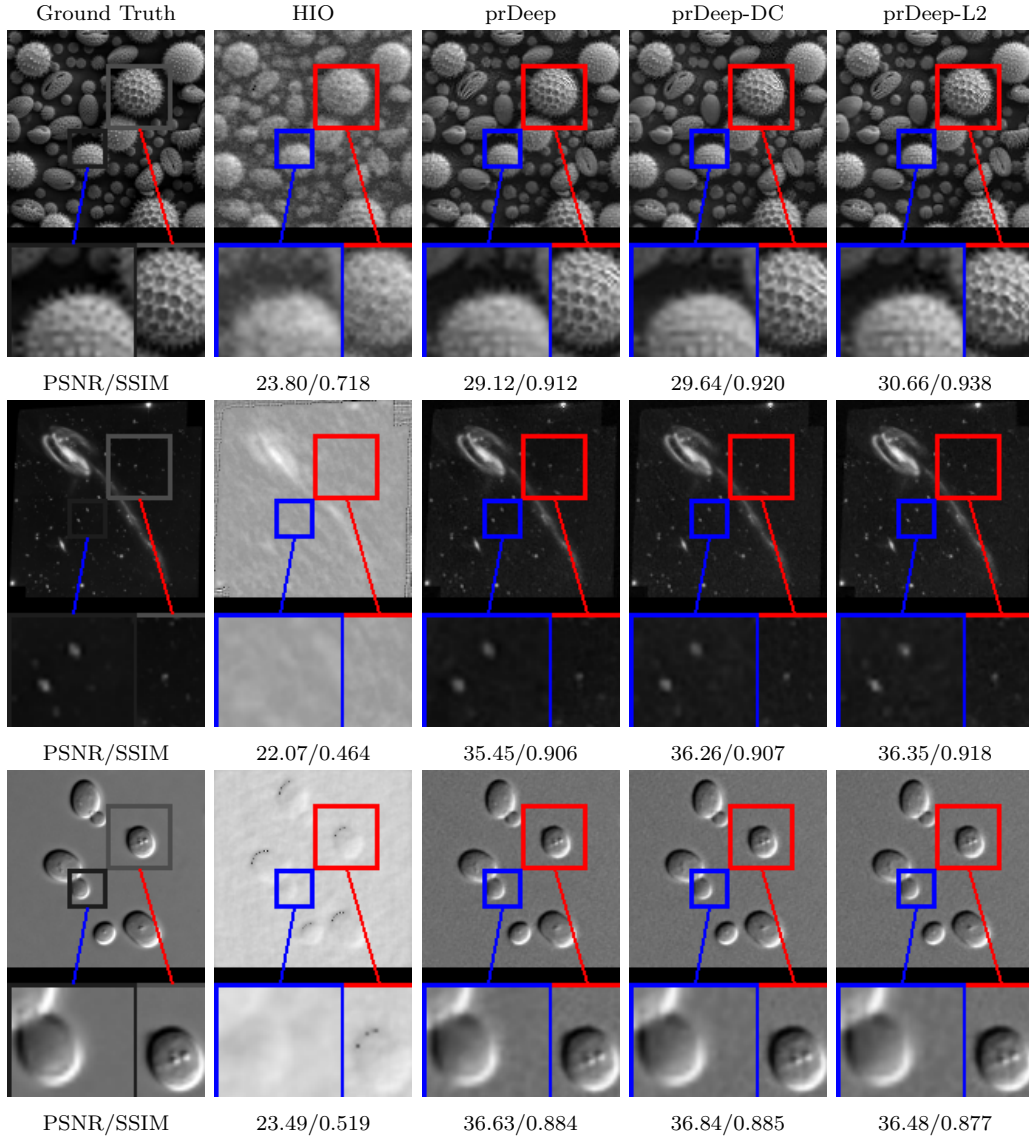 Ground Truth HIO prDeep prDeep-DC prDeep-L2
PSNR/SSIM 23.80/0.718 29.12/0.912 29.64/0.920 30.66/0.938
PSNR/SSIM 22.07/0.464 35.45/0.906 36.26/0.907 36.35/0.918
PSNR/SSIM 23.49/0.519 36.63/0.884 36.84/0.885 36.48/0.877